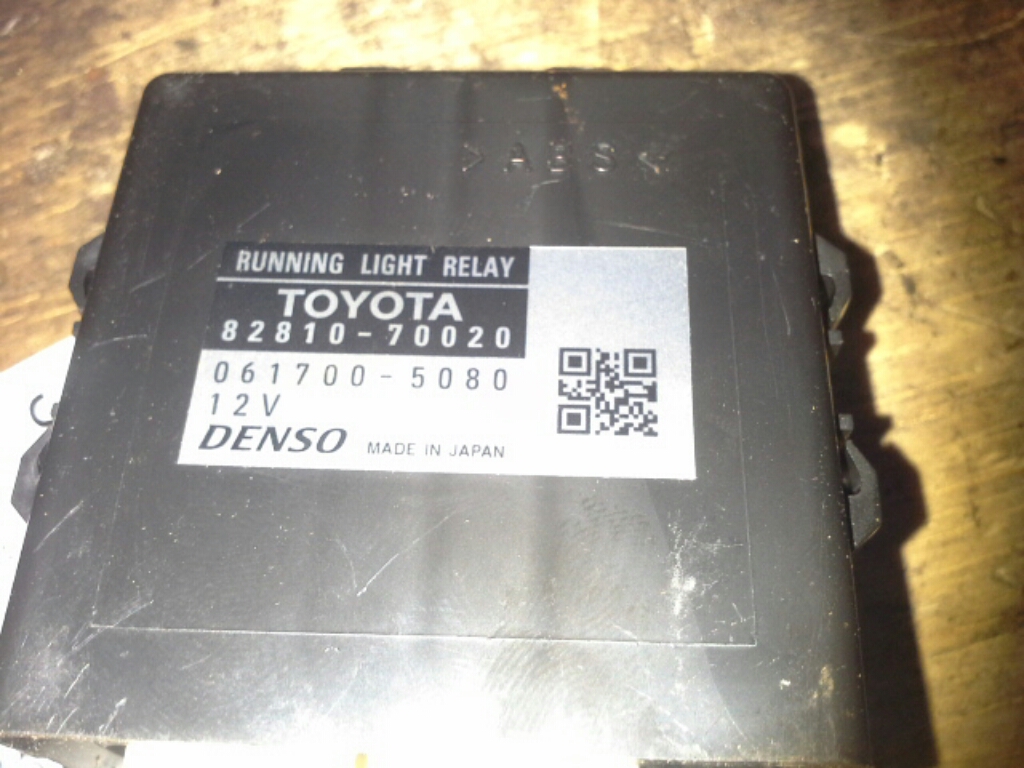 >ABS<
RUNNING LIGHT RELAY
TOYOTA
82810-70020
061700-5080
12V
DENSO MADE IN JAPAN